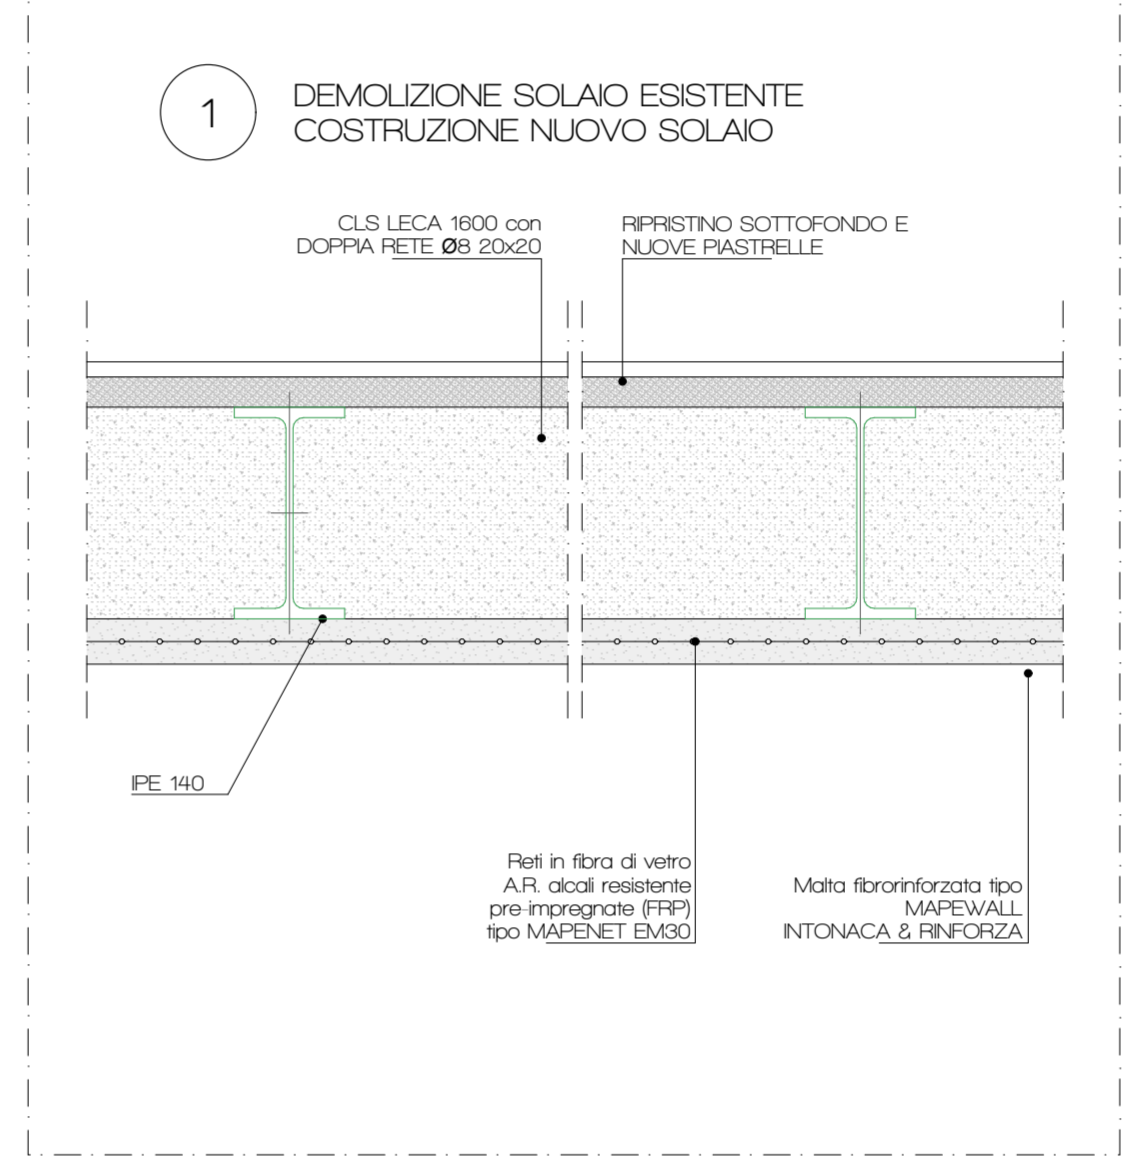 1
DEMOLIZIONE SOLAIO ESISTENTE
COSTRUZIONE NUOVO SOLAIO
CLS LECA 1600 con
DOPPIA RETE Ø8 20x20
RIPRISTINO SOTTOFONDO E
NUOVE PIASTRELLE
IPE 140
Reti in fibra di vetro
A.R. alcali resistente
pre-impregnate (FRP)
tipo MAPENET EM30
Malta fibrorinforzata tipo
MAPEWALL
INTONACA & RINFORZA